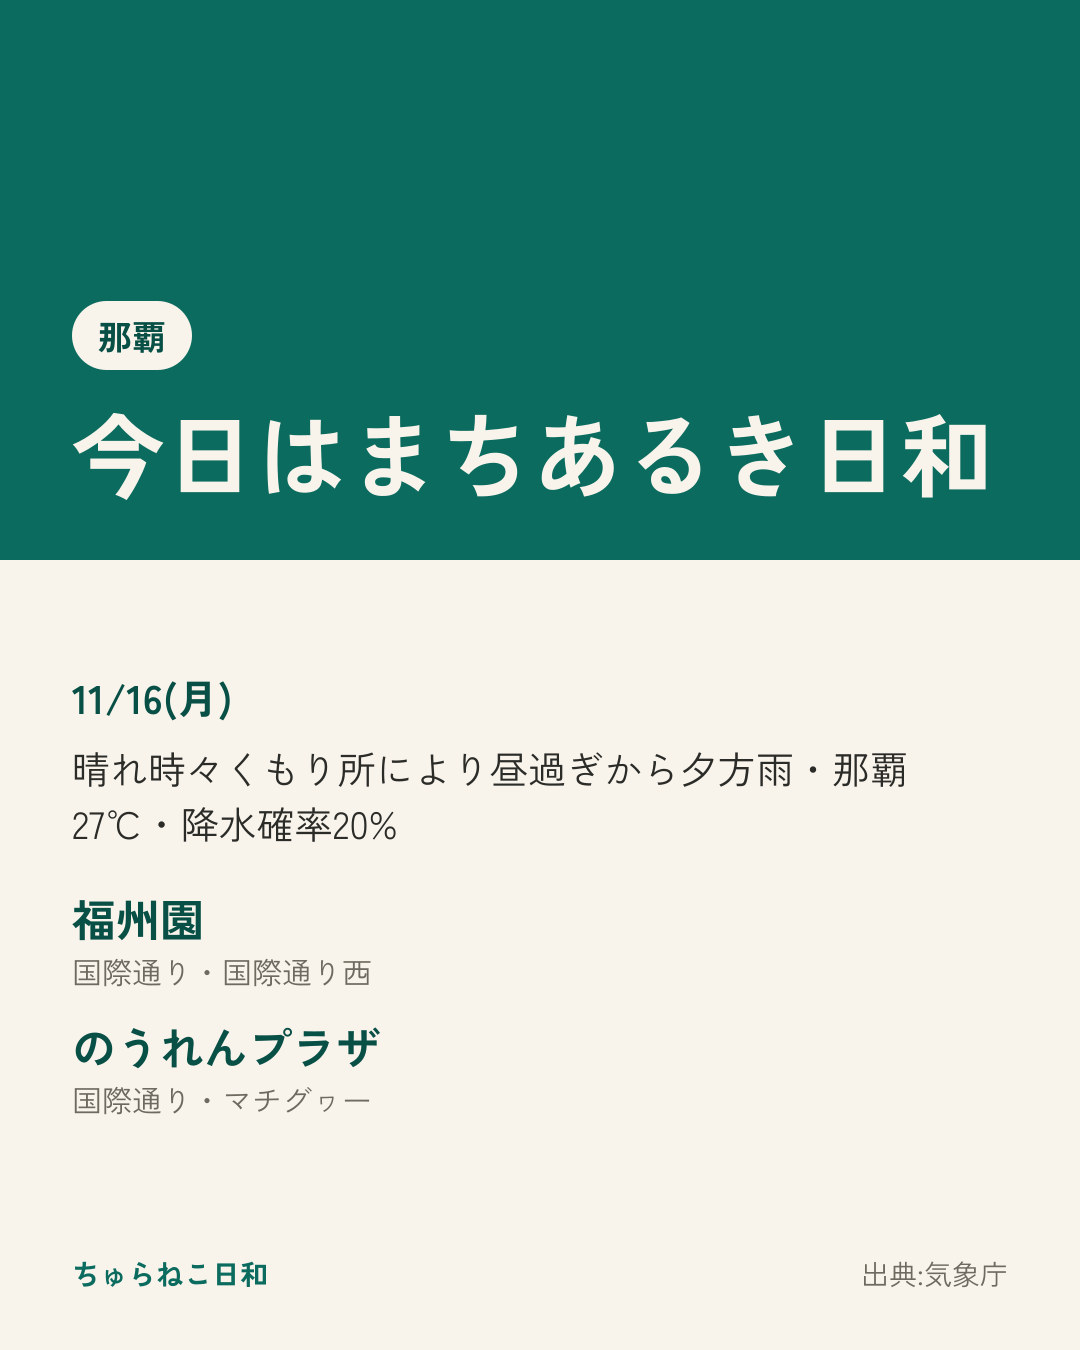 那覇
今日はまちあるき日和
11/16(月)
晴れ時々くもり所により昼過ぎから夕方雨・那覇
27℃・降水確率20%
福州園
国際通り・国際通り西
のうれんプラザ
国際通り・マチグヮー
ちゅらねこ日和
出典:気象庁